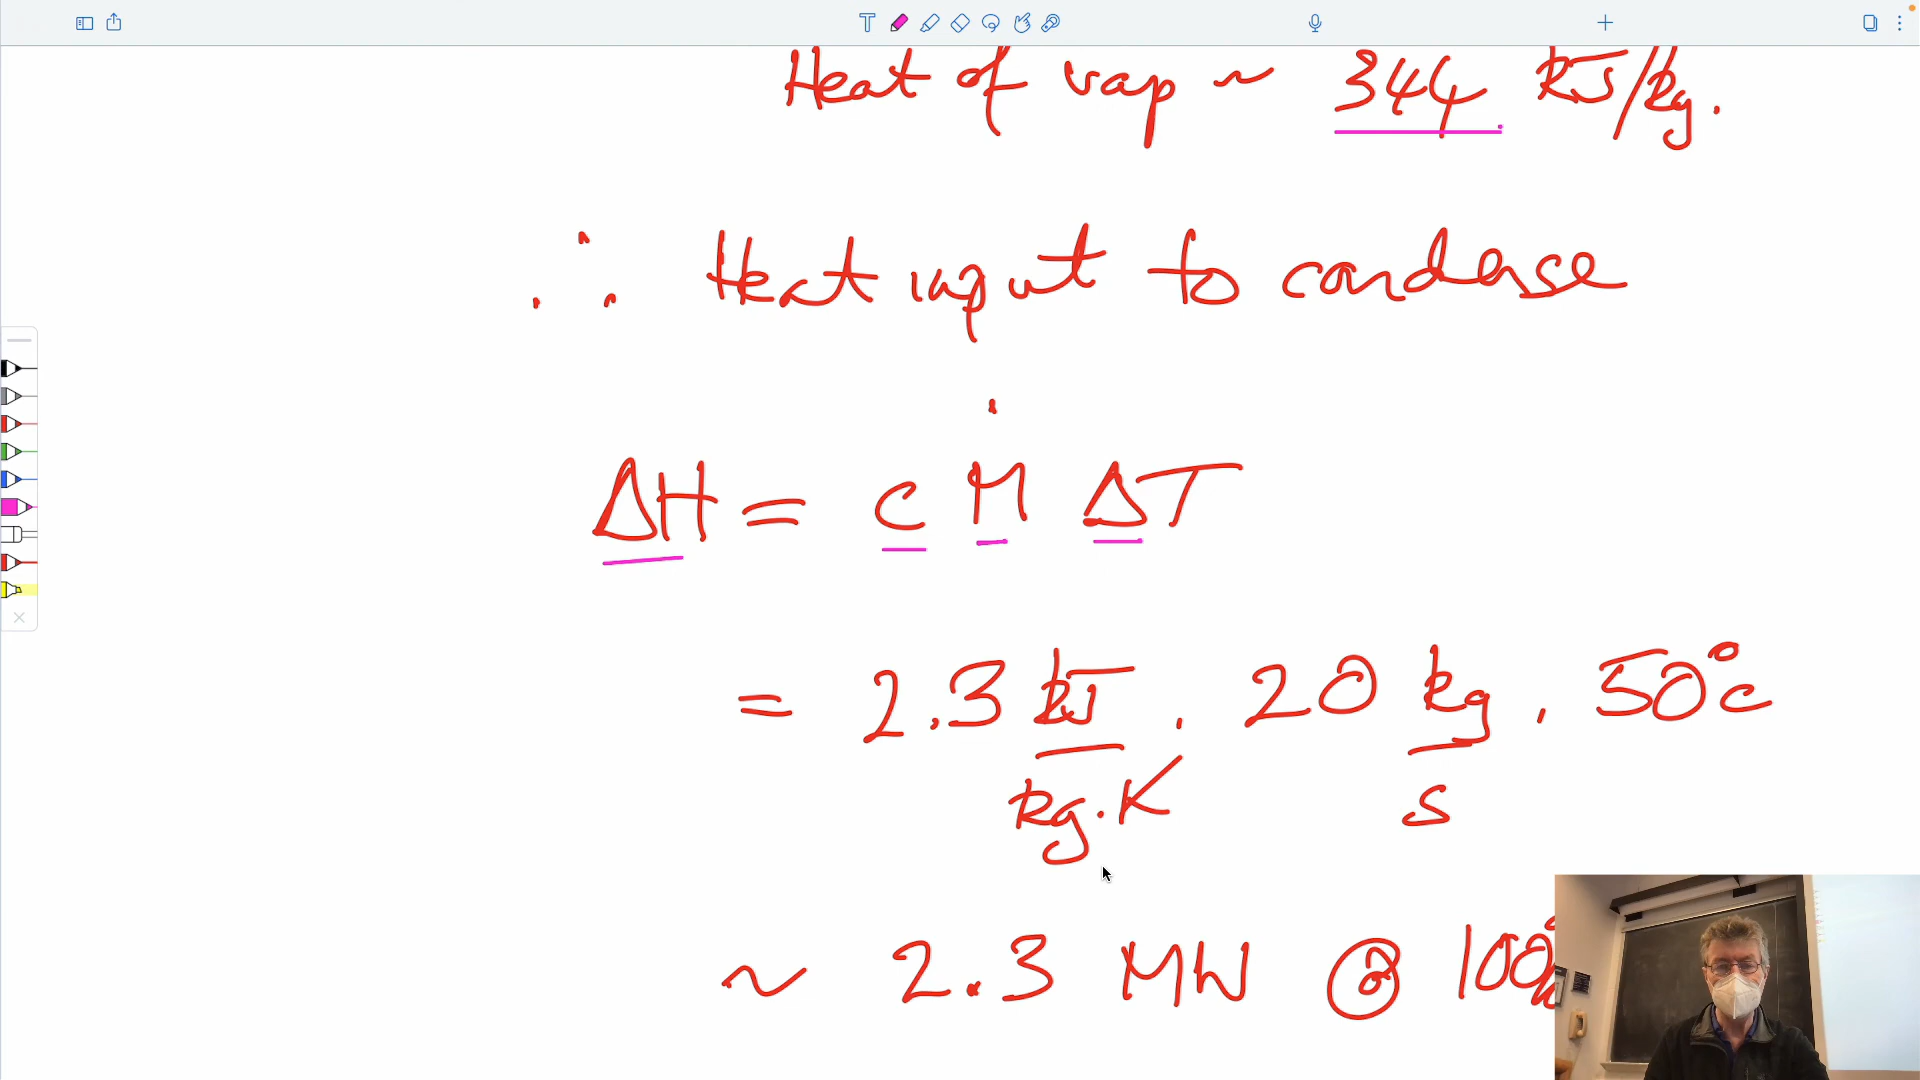 Heat of vap ~ 344 kJ/kg.
∴ Heat input to condense
ΔH = c Ṁ ΔT
= 2.3 kJ/kg.K . 20 kg/s . 50°C
~ 2.3 MW @ 100%